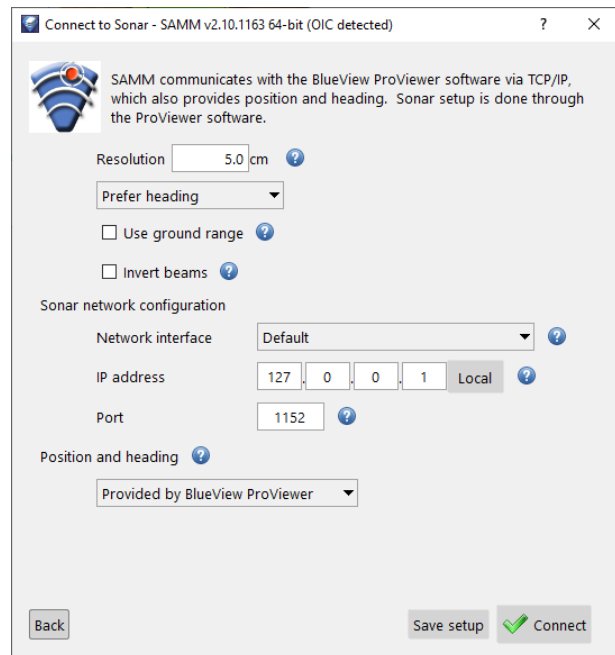 Connect to Sonar - SAMM v2.10.1163 64-bit (OIC detected)
SAMM communicates with the BlueView ProViewer software via TCP/IP,
which also provides position and heading. Sonar setup is done through
the ProViewer software.
Resolution 5.0 cm
Prefer heading
Use ground range
Invert beams
Sonar network configuration
Network interface Default
IP address 127 . 0 . 0 . 1 Local
Port 1152
Position and heading
Provided by BlueView ProViewer
Back Save setup Connect